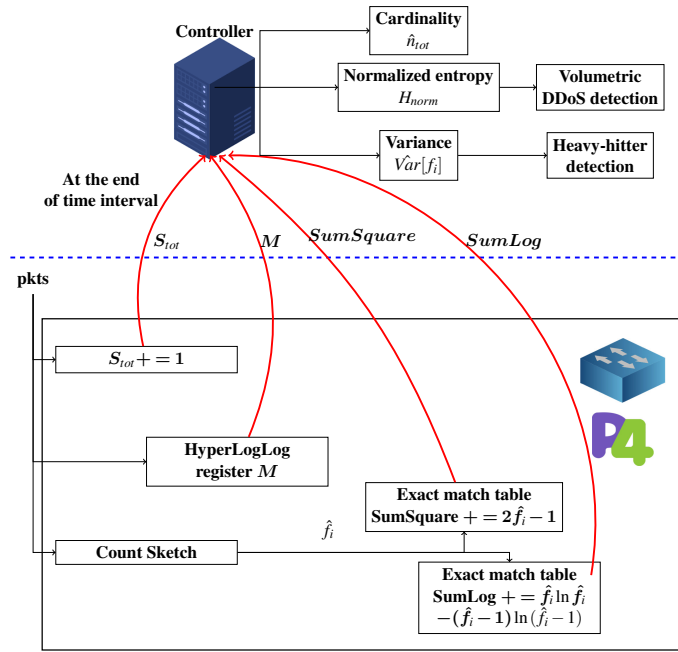 Controller
Cardinality
n̂_tot
Normalized entropy
H_norm
Volumetric
DDoS detection
Variance
V̂ar[f_i]
Heavy-hitter
detection
At the end
of time interval
S_tot
M
SumSquare
SumLog
pkts
S_tot += 1
P4
HyperLogLog
register M
Exact match table
SumSquare += 2f̂_i − 1
f̂_i
Count Sketch
Exact match table
SumLog += f̂_i ln f̂_i
−(f̂_i−1) ln(f̂_i−1)